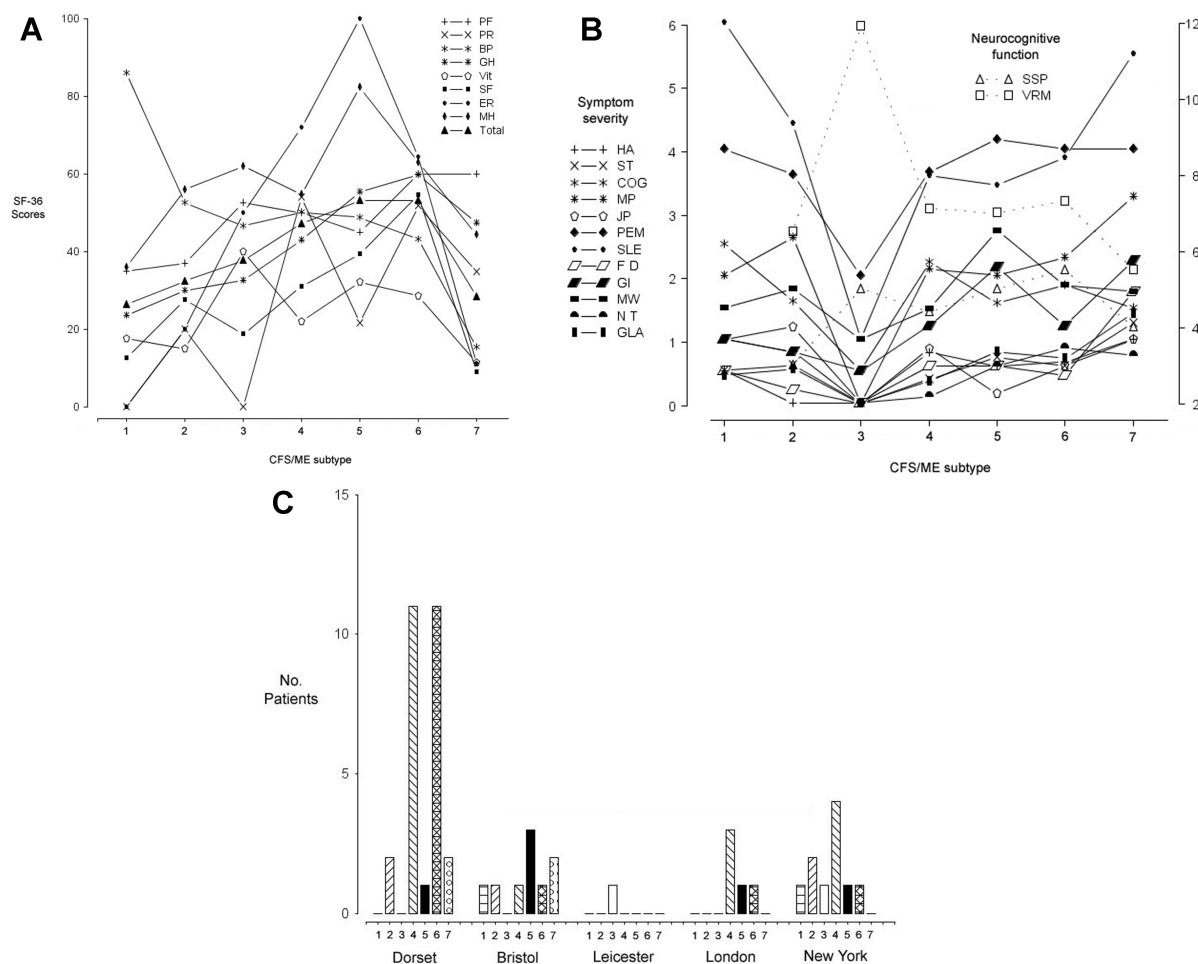 A
100
80
60
40
20
0
SF-36
Scores
PF
PR
BP
GH
Vit
SF
ER
MH
Total
1 2 3 4 5 6 7
CFS/ME subtype
B
6
5
4
3
2
1
0
Symptom
severity
HA
ST
COG
MP
JP
PEM
SLE
F D
GI
MW
N T
GLA
Neurocognitive
function
SSP
VRM
12
10
8
6
4
2
1 2 3 4 5 6 7
CFS/ME subtype
C
15
10
5
0
No.
Patients
1 2 3 4 5 6 7 1 2 3 4 5 6 7 1 2 3 4 5 6 7 1 2 3 4 5 6 7 1 2 3 4 5 6 7
Dorset Bristol Leicester London New York